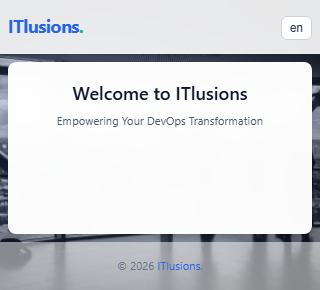 ITlusions.
en
Welcome to ITlusions
Empowering Your DevOps Transformation
© 2026 ITlusions.